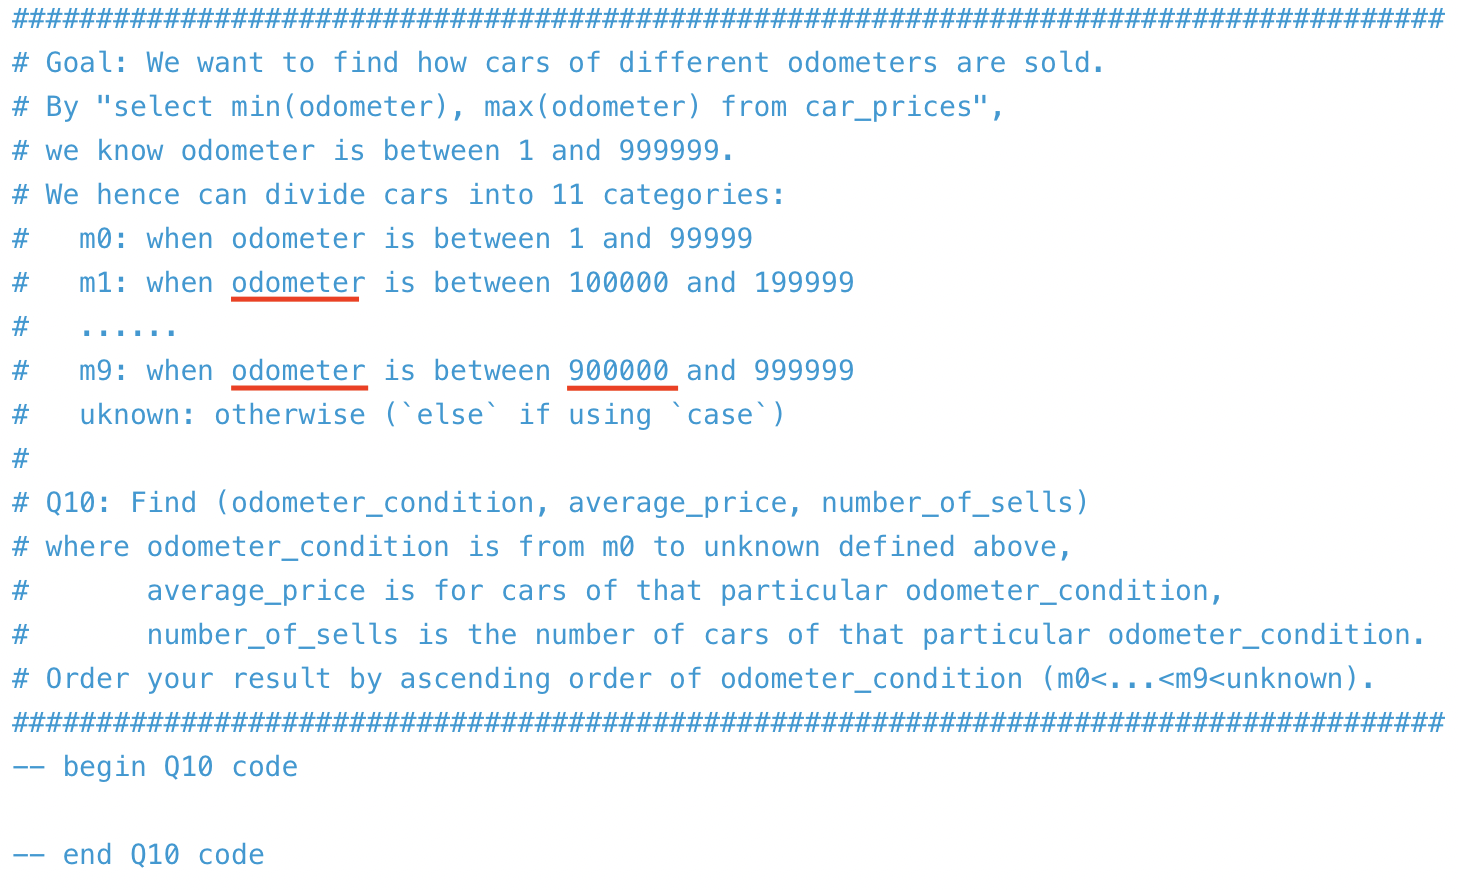 #####################################################################################
# Goal: We want to find how cars of different odometers are sold.
# By "select min(odometer), max(odometer) from car_prices",
# we know odometer is between 1 and 999999.
# We hence can divide cars into 11 categories:
#   m0: when odometer is between 1 and 99999
#   m1: when odometer is between 100000 and 199999
#   ......
#   m9: when odometer is between 900000 and 999999
#   uknown: otherwise (`else` if using `case`)
#
# Q10: Find (odometer_condition, average_price, number_of_sells)
# where odometer_condition is from m0 to unknown defined above,
#       average_price is for cars of that particular odometer_condition,
#       number_of_sells is the number of cars of that particular odometer_condition.
# Order your result by ascending order of odometer_condition (m0<...<m9<unknown).
#####################################################################################
-- begin Q10 code
-- end Q10 code